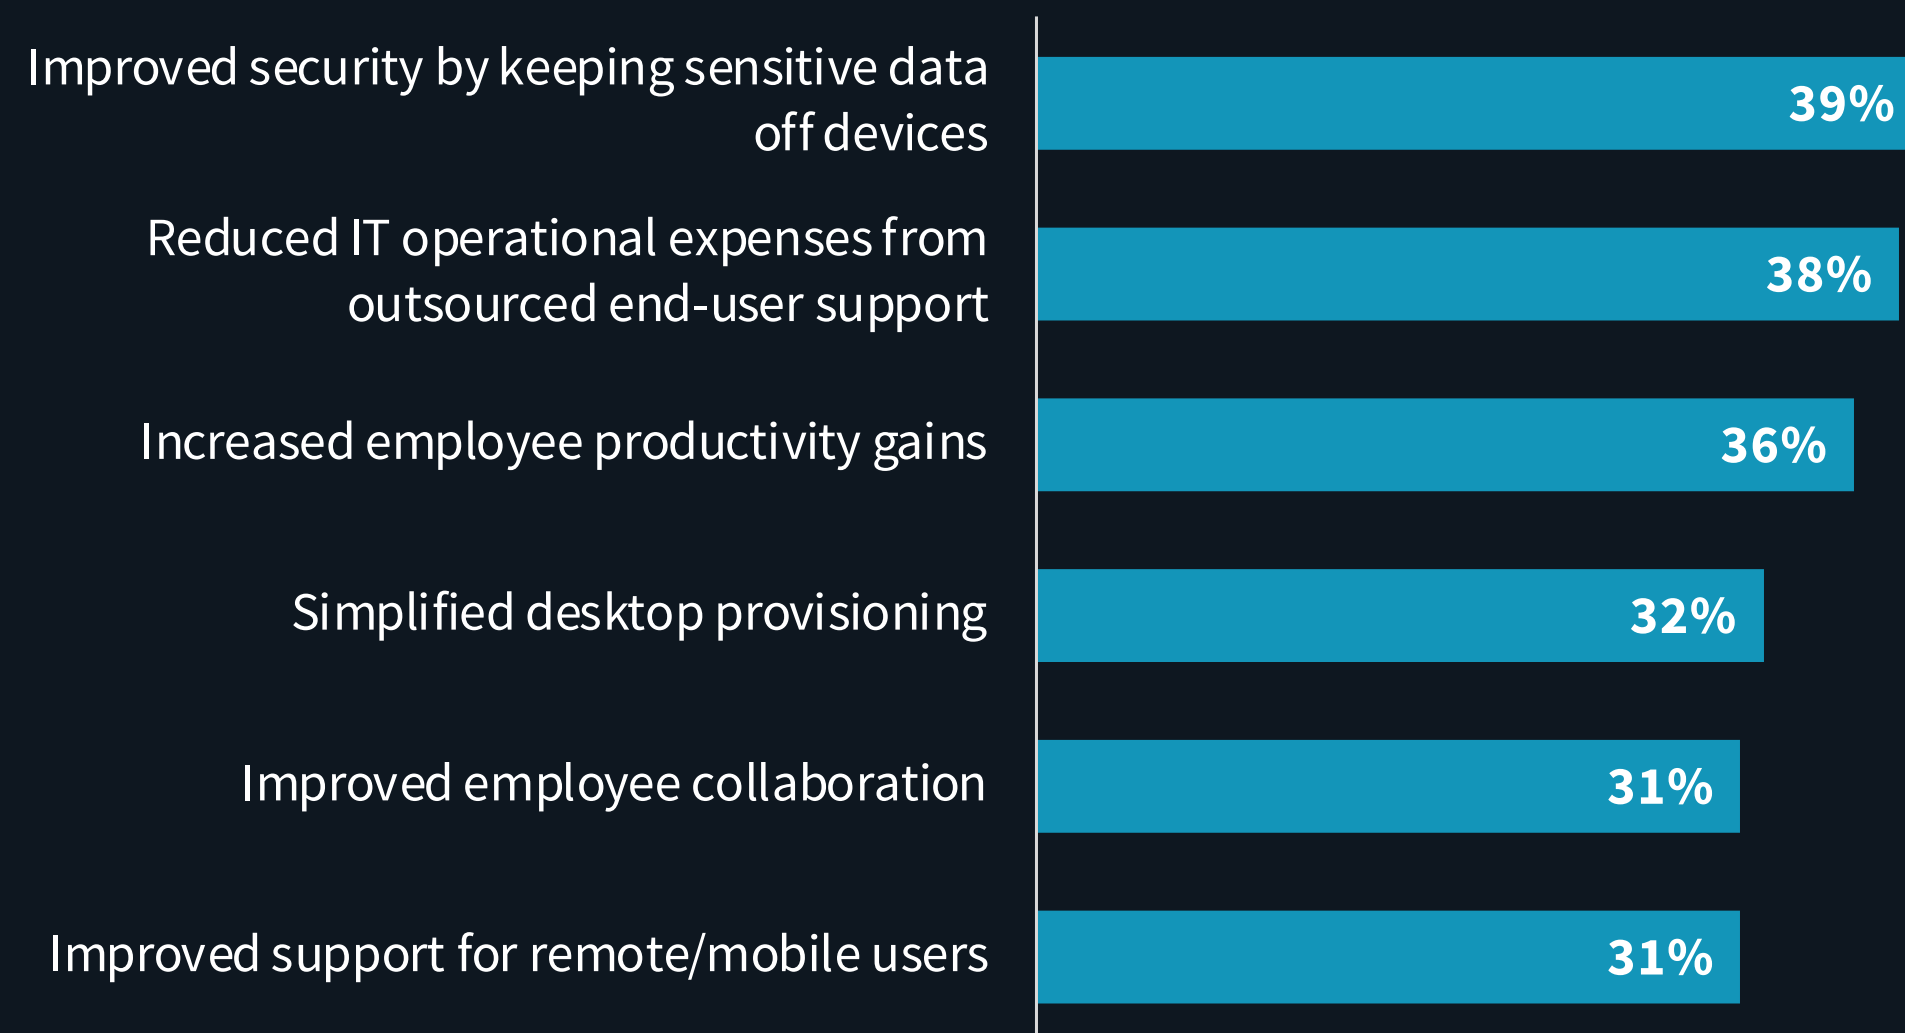 Improved security by keeping sensitive data
off devices
39%
Reduced IT operational expenses from
outsourced end-user support
38%
Increased employee productivity gains
36%
Simplified desktop provisioning
32%
Improved employee collaboration
31%
Improved support for remote/mobile users
31%